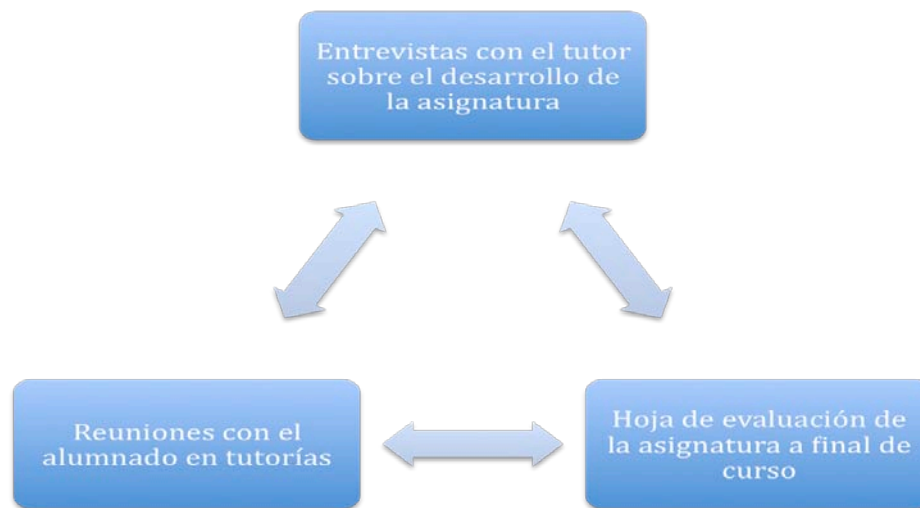 Entrevistas con el tutor
sobre el desarrollo de
la asignatura
Reuniones con el
alumnado en tutorías
Hoja de evaluación de
la asignatura a final de
curso